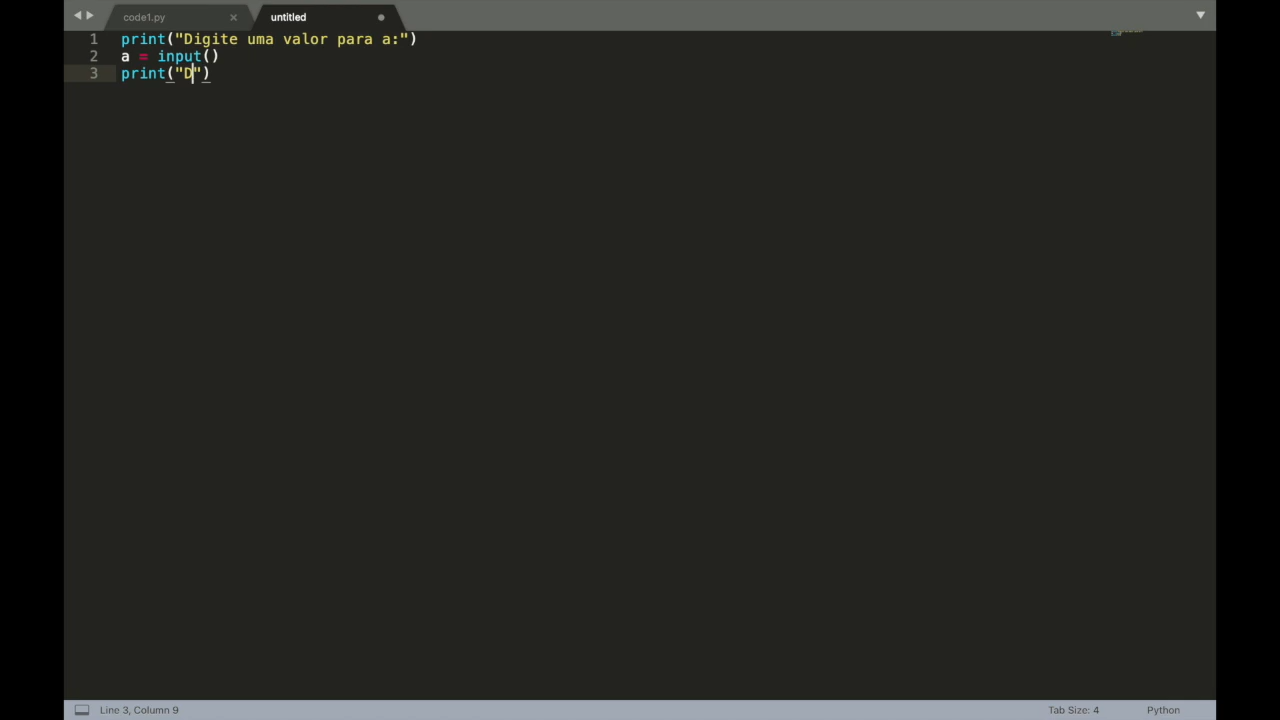 code1.py
untitled
1 print("Digite uma valor para a:")
2 a = input()
3 print("D")
Line 3, Column 9
Tab Size: 4
Python